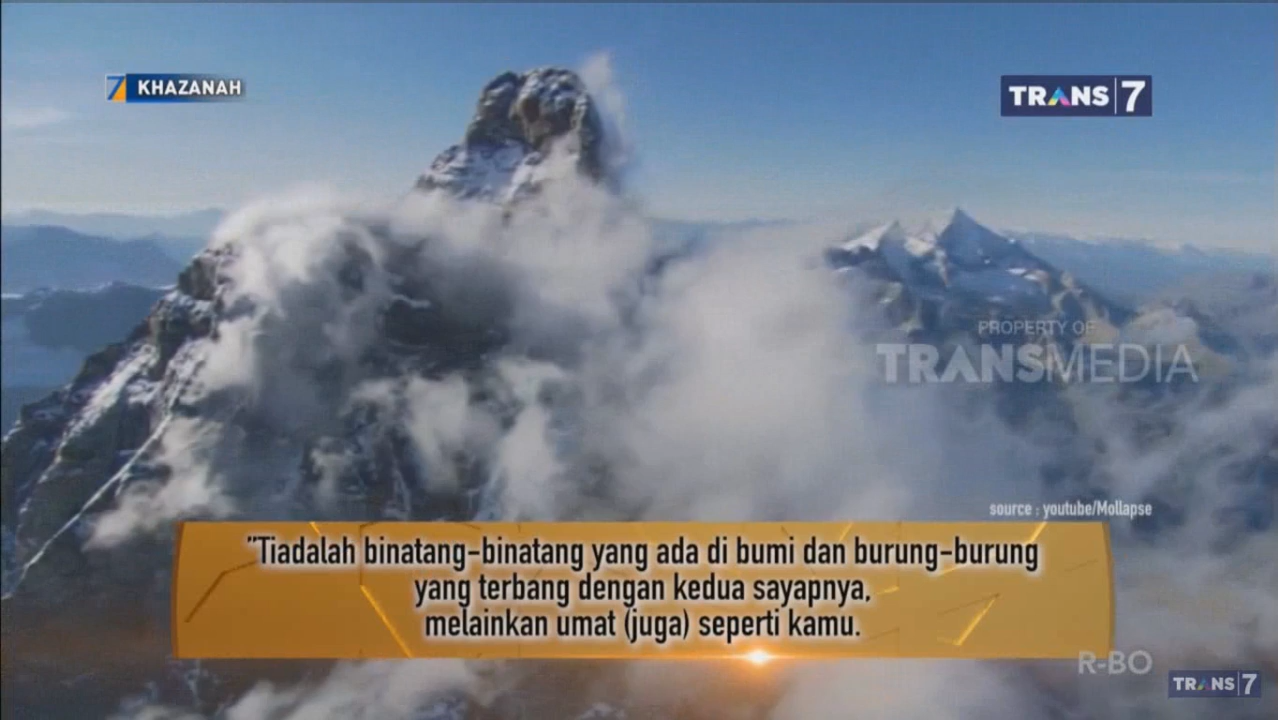 7 KHAZANAH
TRANS 7
PROPERTY OF
TRANSMEDIA
source : youtube/Mollapse
"Tiadalah binatang-binatang yang ada di bumi dan burung-burung
yang terbang dengan kedua sayapnya,
melainkan umat (juga) seperti kamu.
R-BO
TRANS 7